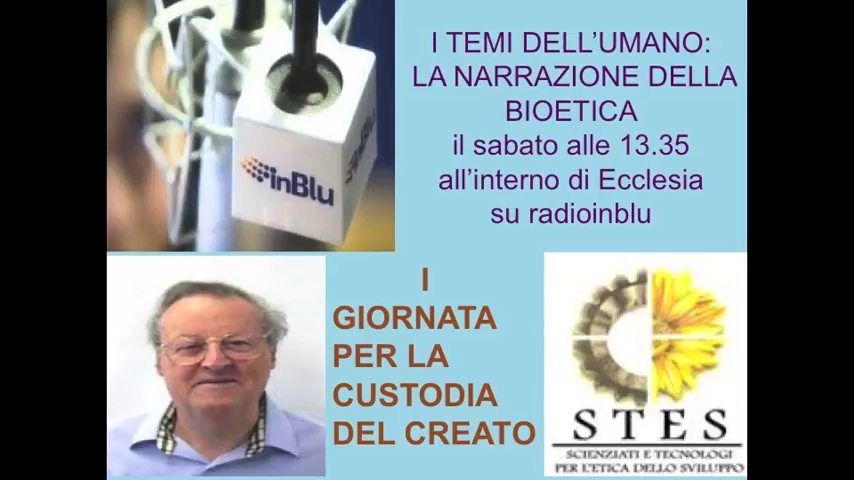 I TEMI DELL'UMANO:
LA NARRAZIONE DELLA
BIOETICA
il sabato alle 13.35
all'interno di Ecclesia
su radioinblu
inBlu
I
GIORNATA
PER LA
CUSTODIA
DEL CREATO
STES
SCIENZIATI E TECNOLOGI
PER L'ETICA DELLO SVILUPPO